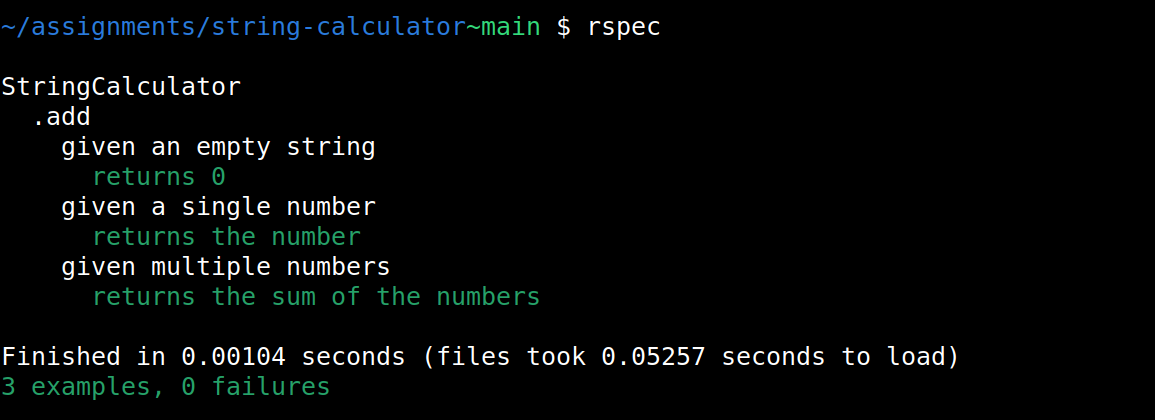 ~/assignments/string-calculator~main $ rspec
StringCalculator
.add
given an empty string
returns 0
given a single number
returns the number
given multiple numbers
returns the sum of the numbers
Finished in 0.00104 seconds (files took 0.05257 seconds to load)
3 examples, 0 failures